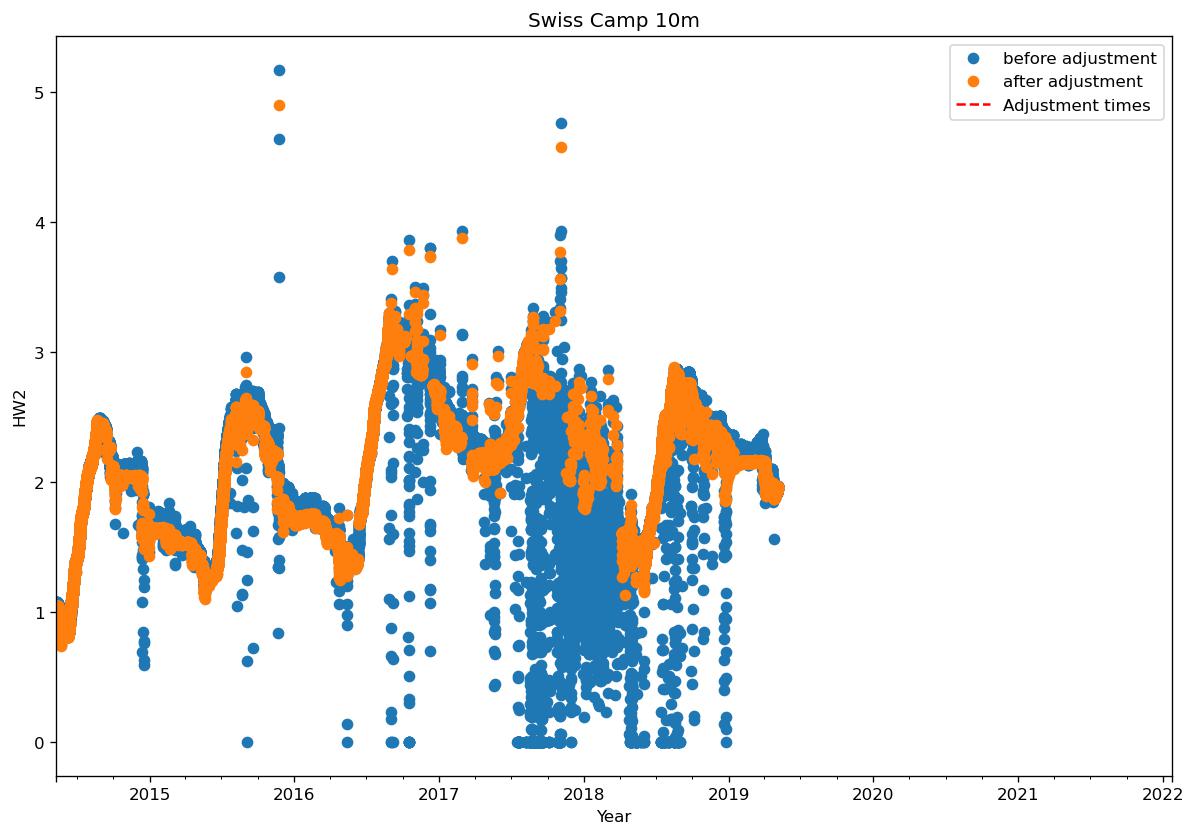 Swiss Camp 10m
before adjustment
after adjustment
Adjustment times
HW2
5
4
3
2
1
0
2015 2016 2017 2018 2019 2020 2021 2022
Year